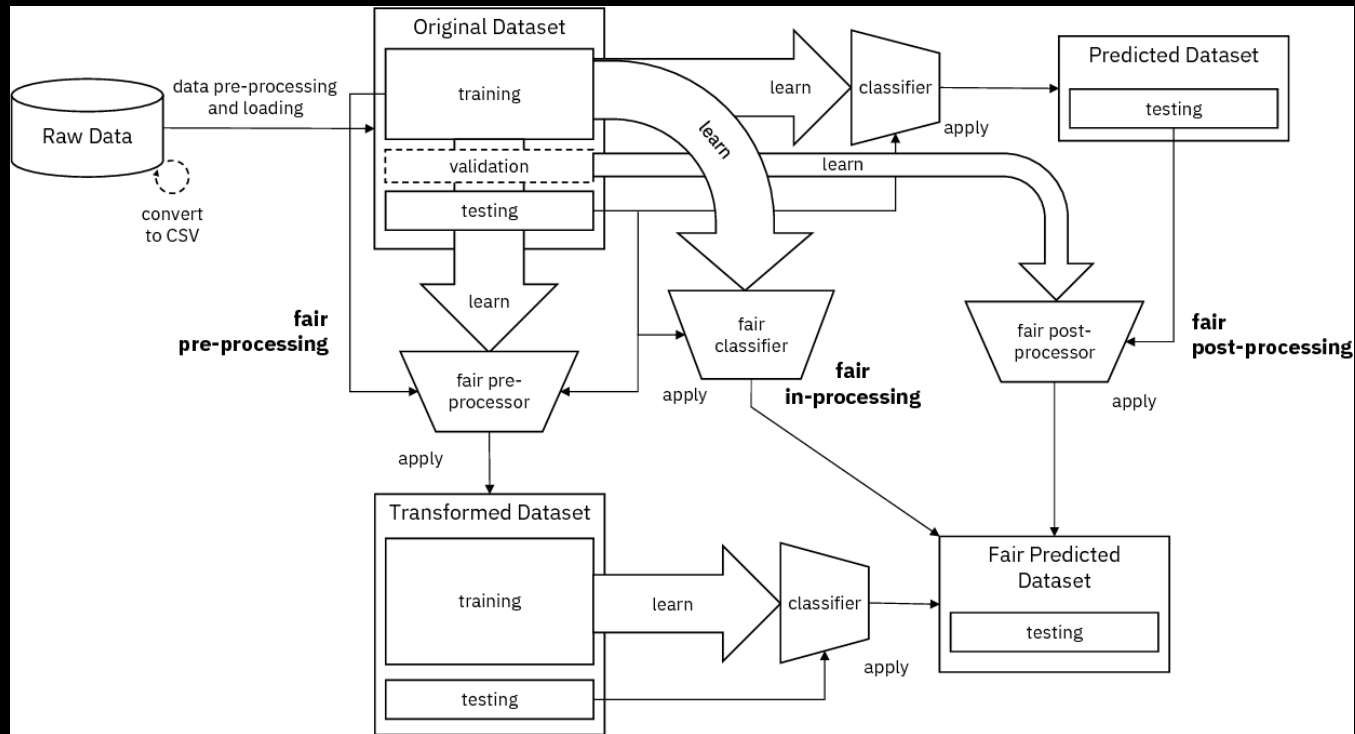 Original Dataset
training
validation
testing
Raw Data
data pre-processing
and loading
convert
to CSV
learn
classifier
apply
Predicted Dataset
testing
learn
learn
learn
fair
pre-processing
fair pre-
processor
apply
fair
classifier
apply
fair
in-processing
fair post-
processor
apply
fair
post-processing
Transformed Dataset
training
testing
learn
classifier
apply
Fair Predicted
Dataset
testing